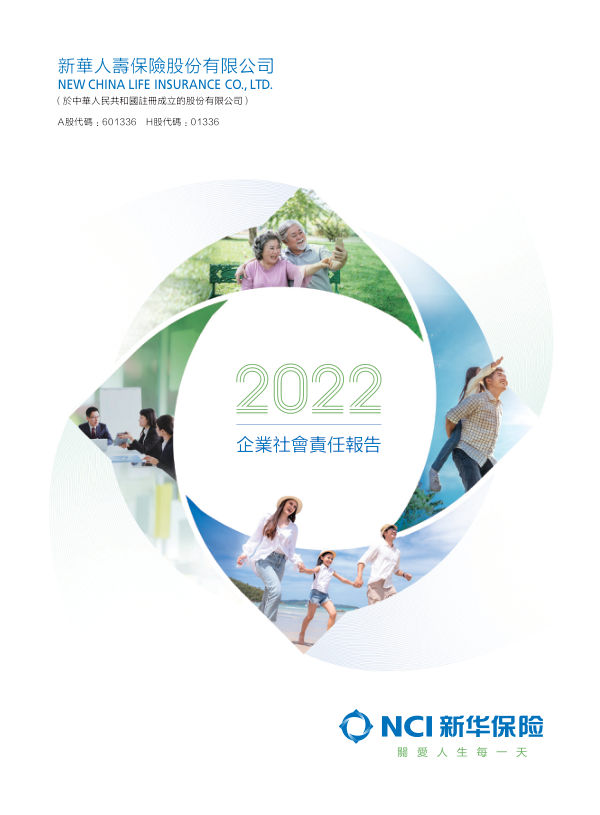 新華人壽保險股份有限公司
NEW CHINA LIFE INSURANCE CO., LTD.
（於中華人民共和國註冊成立的股份有限公司）
A股代碼：601336 H股代碼：01336
2022
企業社會責任報告
NCI 新华保险
關愛人生每一天